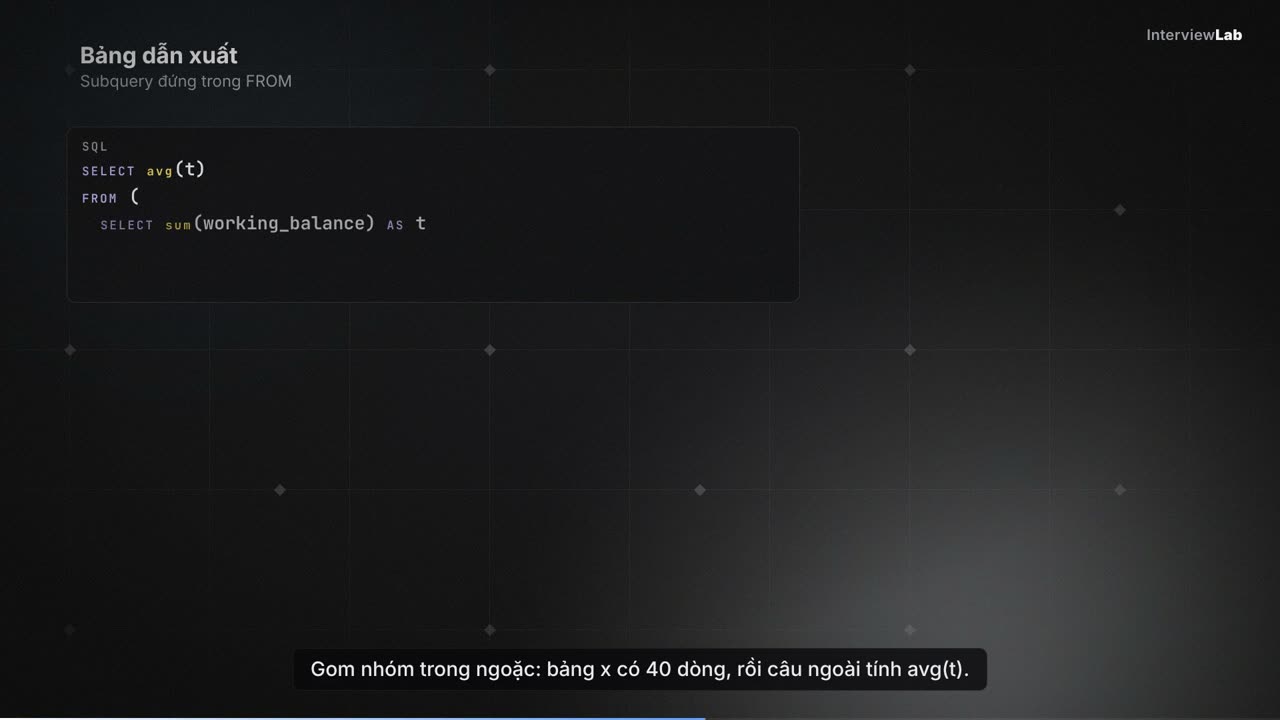 Bảng dẫn xuất
InterviewLab
Subquery đứng trong FROM
SQL
SELECT avg(t)
FROM (
SELECT sum(working_balance) AS t
Gom nhóm trong ngoặc: bảng x có 40 dòng, rồi câu ngoài tính avg(t).